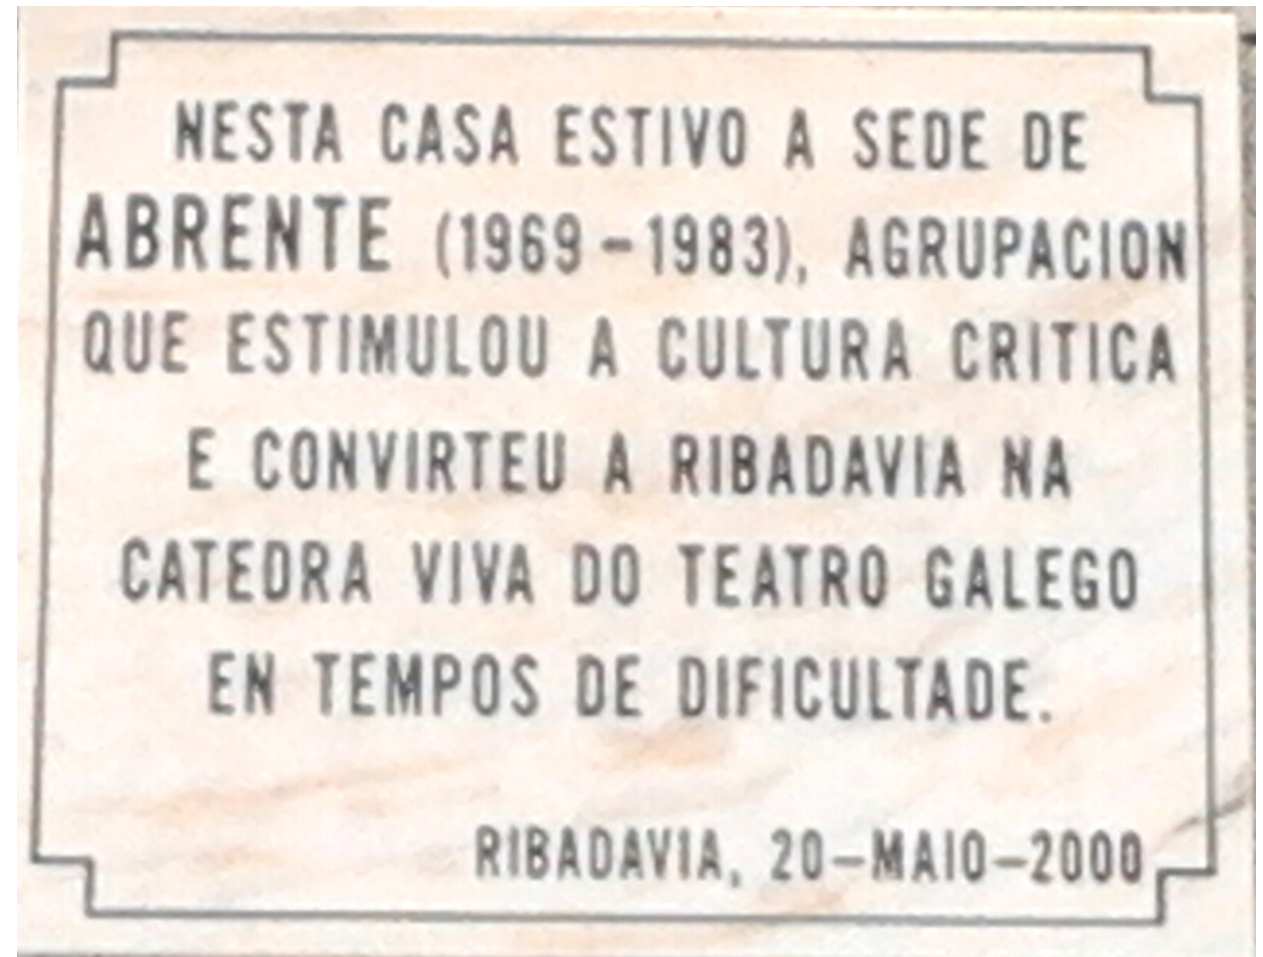 NESTA CASA ESTIVO A SEDE DE
ABRENTE (1969-1983), AGRUPACION
QUE ESTIMULOU A CULTURA CRITICA
E CONVIRTEU A RIBADAVIA NA
CATEDRA VIVA DO TEATRO GALEGO
EN TEMPOS DE DIFICULTADE.
RIBADAVIA, 20-MAIO-2000